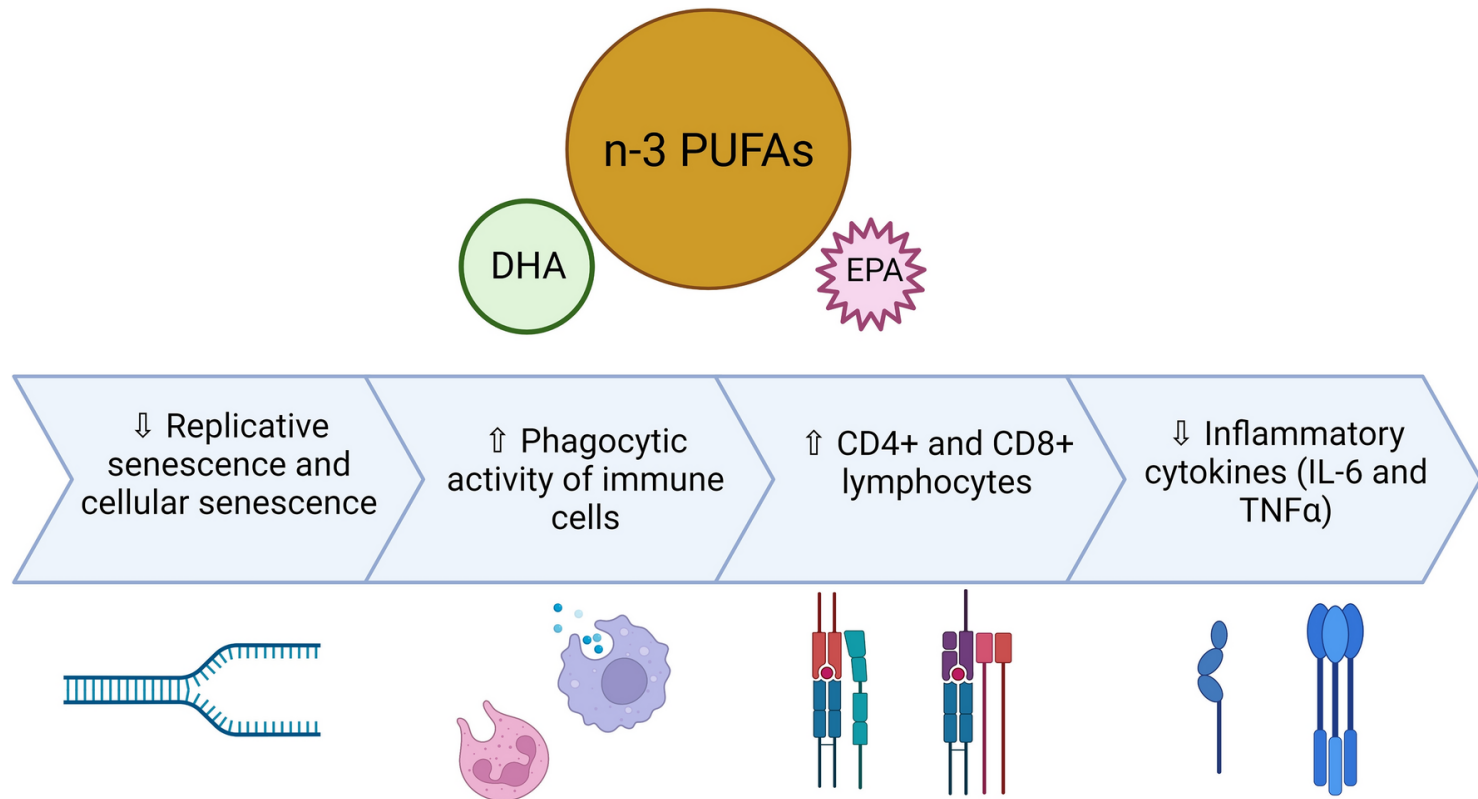 n-3 PUFAs
DHA
EPA
⇩ Replicative
senescence and
cellular senescence
⇧ Phagocytic
activity of immune
cells
⇧ CD4+ and CD8+
lymphocytes
⇩ Inflammatory
cytokines (IL-6 and
TNFα)